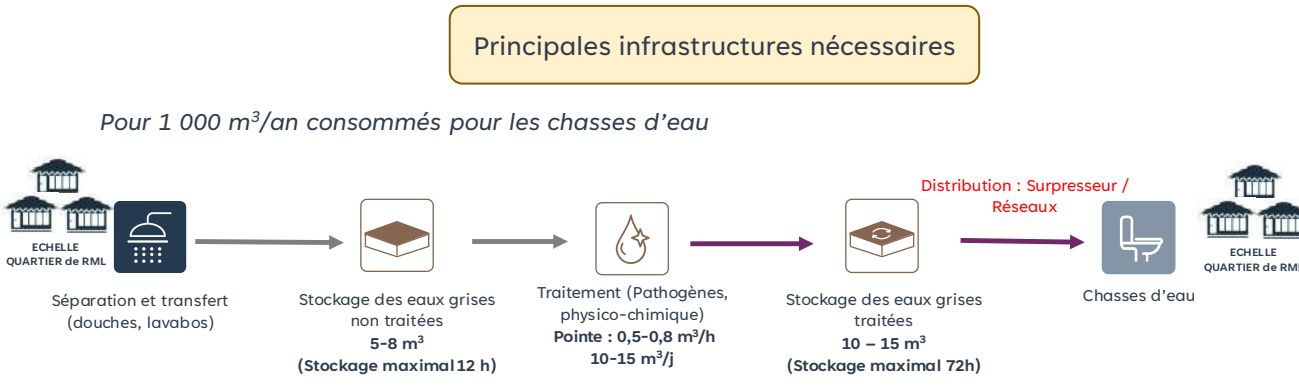 Principales infrastructures nécessaires
Pour 1 000 m³/an consommés pour les chasses d’eau
Distribution : Surpresseur /
Réseaux
ECHELLE
QUARTIER de RML
Séparation et transfert
(douches, lavabos)
Stockage des eaux grises
non traitées
5-8 m³
(Stockage maximal 12 h)
Traitement (Pathogènes,
physico-chimique)
Pointe : 0,5-0,8 m³/h
10-15 m³/j
Stockage des eaux grises
traitées
10 – 15 m³
(Stockage maximal 72h)
Chasses d’eau
ECHELLE
QUARTIER de RML